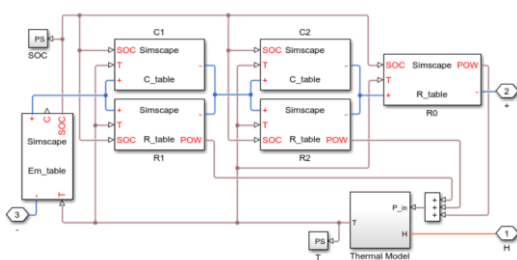 C1
C2
PS
SOC
SOC
Simscape
T
C_table
+
-
SOC
Simscape
T
C_table
+
-
SOC
Simscape
POW
T
R_table
+
-
R0
2
+
+
Simscape
-
T
R_table
SOC
POW
R1
+
Simscape
-
T
R_table
SOC
POW
R2
+
C
SOC
Simscape
Em_table
-
T
3
-
PS
T
P_in
T
H
Thermal Model
+
+
+
1
H